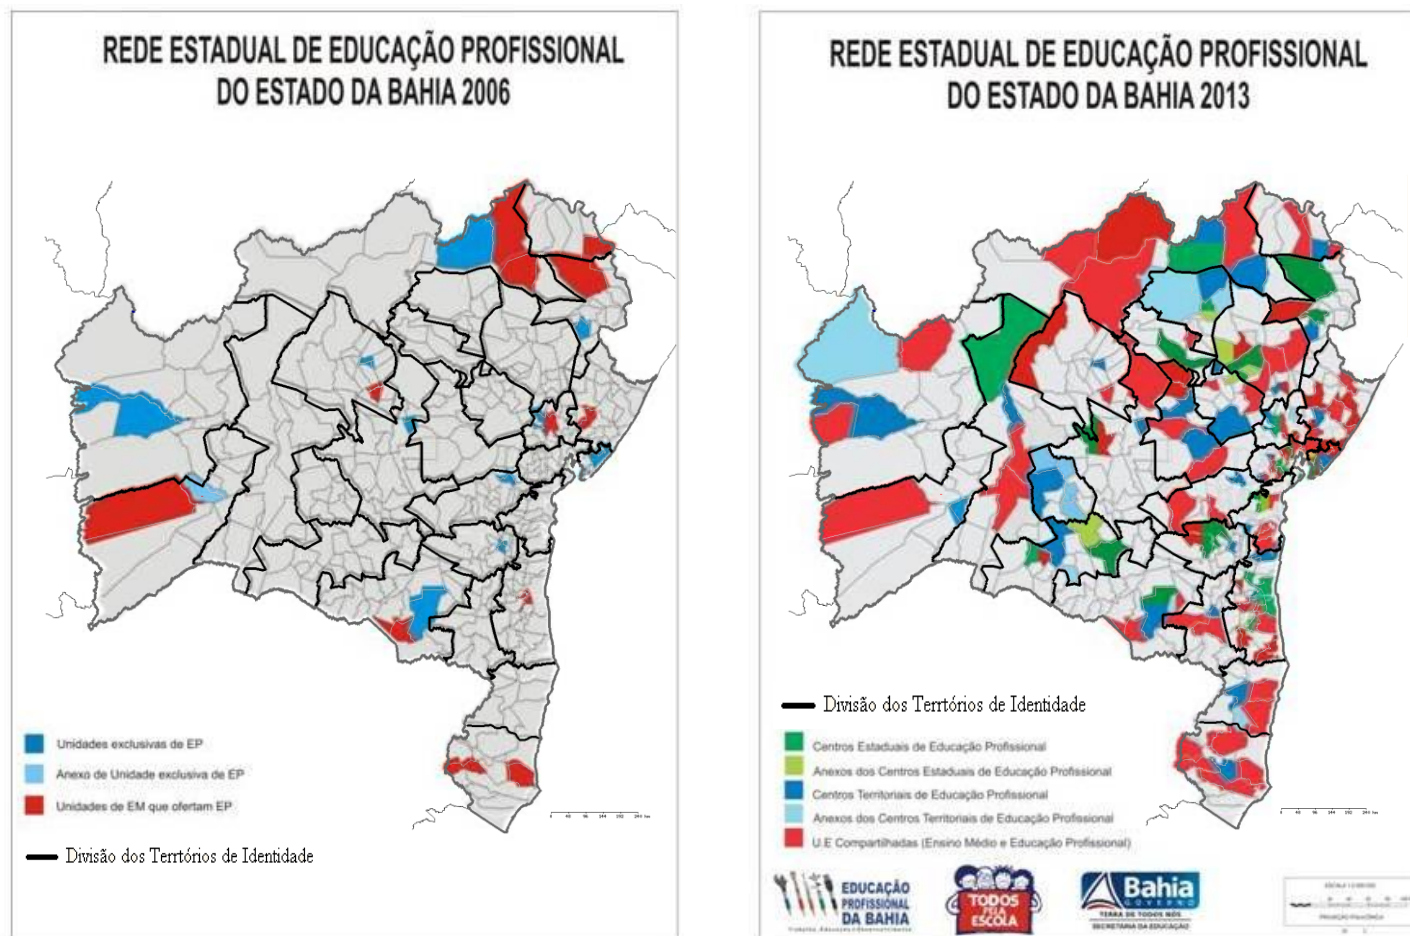 REDE ESTADUAL DE EDUCAÇÃO PROFISSIONAL
DO ESTADO DA BAHIA 2006
Unidades exclusivas de EP
Anexo de Unidade exclusiva de EP
Unidades de EM que ofertam EP
Divisão dos Terrtórios de Identidade
REDE ESTADUAL DE EDUCAÇÃO PROFISSIONAL
DO ESTADO DA BAHIA 2013
Divisão dos Terrtórios de Identidade
Centros Estaduais de Educação Profissional
Anexos dos Centros Estaduais de Educação Profissional
Centros Territoriais de Educação Profissional
Anexos dos Centros Territoriais de Educação Profissional
U.E Compartilhadas (Ensino Médio e Educação Profissional)
EDUCAÇÃO
PROFISSIONAL
DA BAHIA
TODOS
PELA
ESCOLA
Bahia
GOVERNO
TERRA DE TODOS NÓS
SECRETARIA DA EDUCAÇÃO